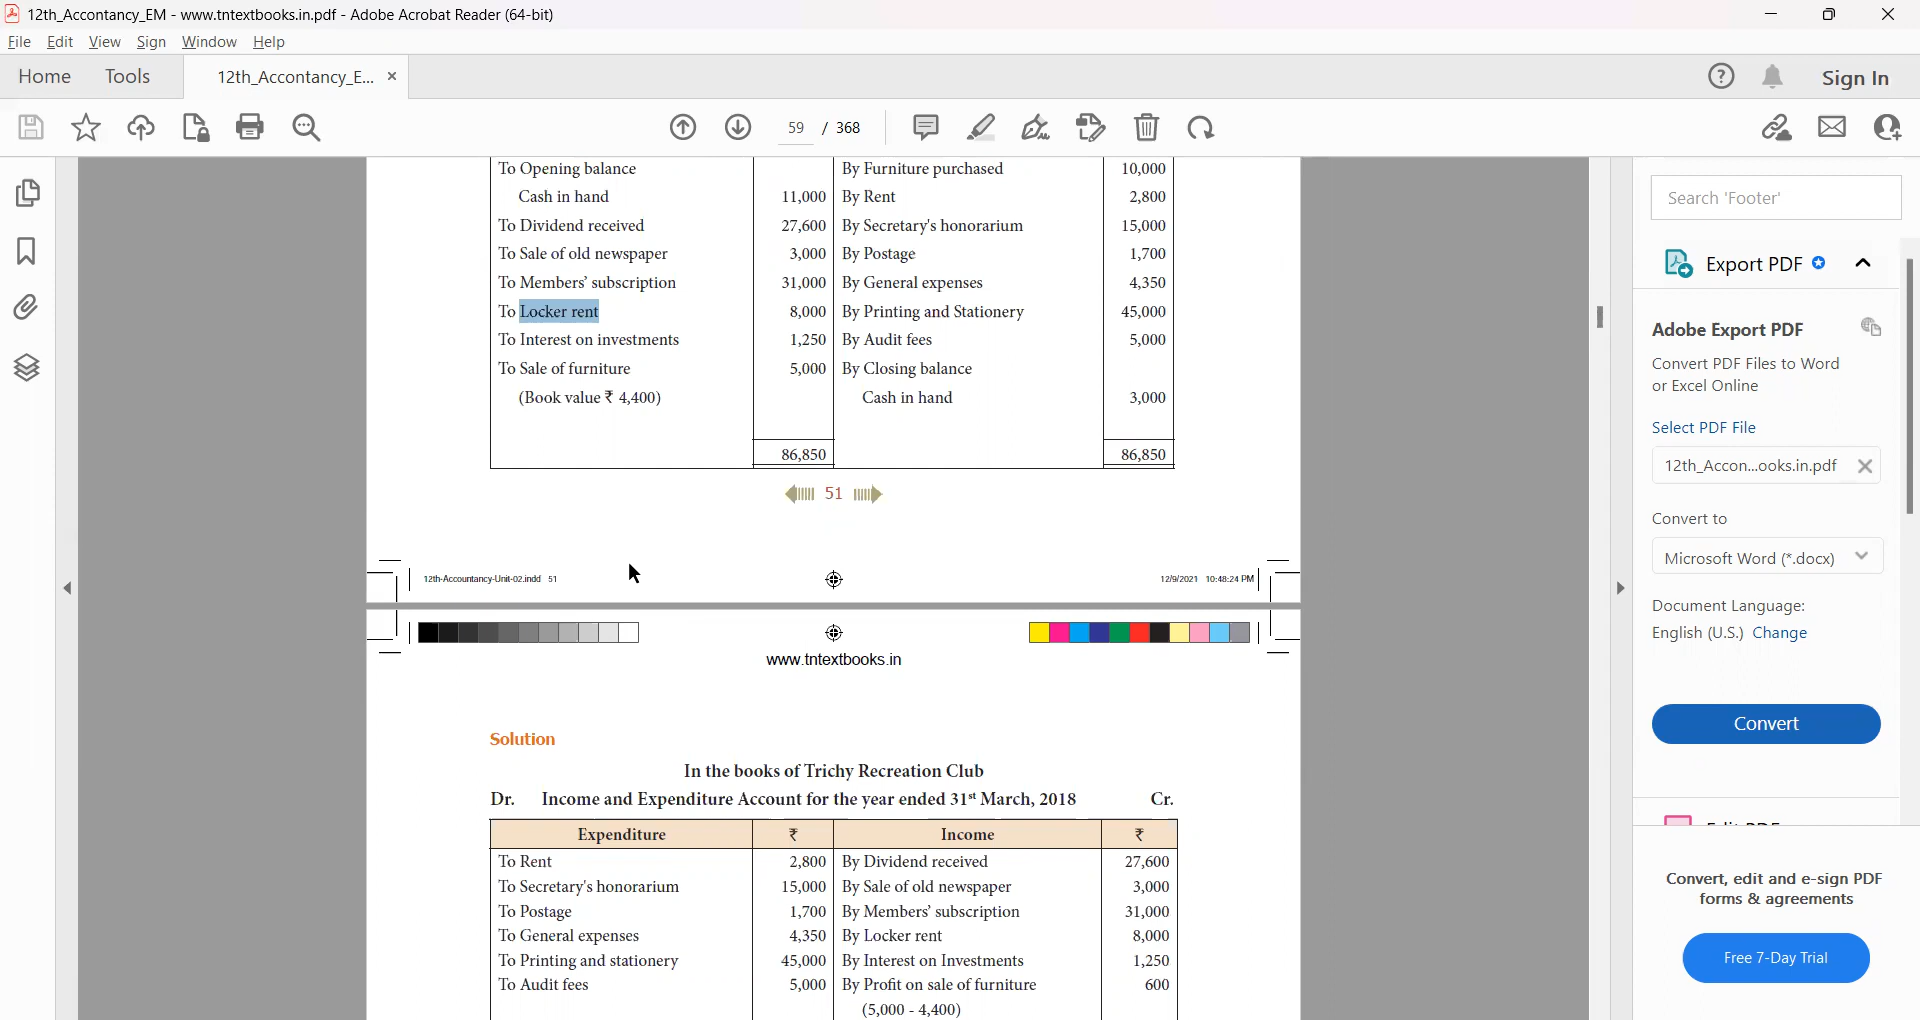 12th_Accontancy_EM - www.tntextbooks.in.pdf - Adobe Acrobat Reader (64-bit)
File Edit View Sign Window Help
Home Tools 12th_Accontancy_E... × Sign In
59 / 368
To Opening balance By Furniture purchased 10,000
Cash in hand 11,000 By Rent 2,800
To Dividend received 27,600 By Secretary's honorarium 15,000
To Sale of old newspaper 3,000 By Postage 1,700
To Members' subscription 31,000 By General expenses 4,350
To Locker rent 8,000 By Printing and Stationery 45,000
To Interest on investments 1,250 By Audit fees 5,000
To Sale of furniture 5,000 By Closing balance
(Book value ₹ 4,400) Cash in hand 3,000
86,850 86,850
51
12th-Accountancy-Unit-02.indd 51 12/9/2021 10:48:24 PM
www.tntextbooks.in
Solution
In the books of Trichy Recreation Club
Dr. Income and Expenditure Account for the year ended 31st March, 2018 Cr.
Expenditure ₹ Income ₹
To Rent 2,800 By Dividend received 27,600
To Secretary's honorarium 15,000 By Sale of old newspaper 3,000
To Postage 1,700 By Members' subscription 31,000
To General expenses 4,350 By Locker rent 8,000
To Printing and stationery 45,000 By Interest on Investments 1,250
To Audit fees 5,000 By Profit on sale of furniture 600
(5,000 - 4,400)
Search 'Footer'
Export PDF
Adobe Export PDF
Convert PDF Files to Word
or Excel Online
Select PDF File
12th_Accon...ooks.in.pdf
Convert to
Microsoft Word (*.docx)
Document Language:
English (U.S.) Change
Convert
Convert, edit and e-sign PDF
forms & agreements
Free 7-Day Trial